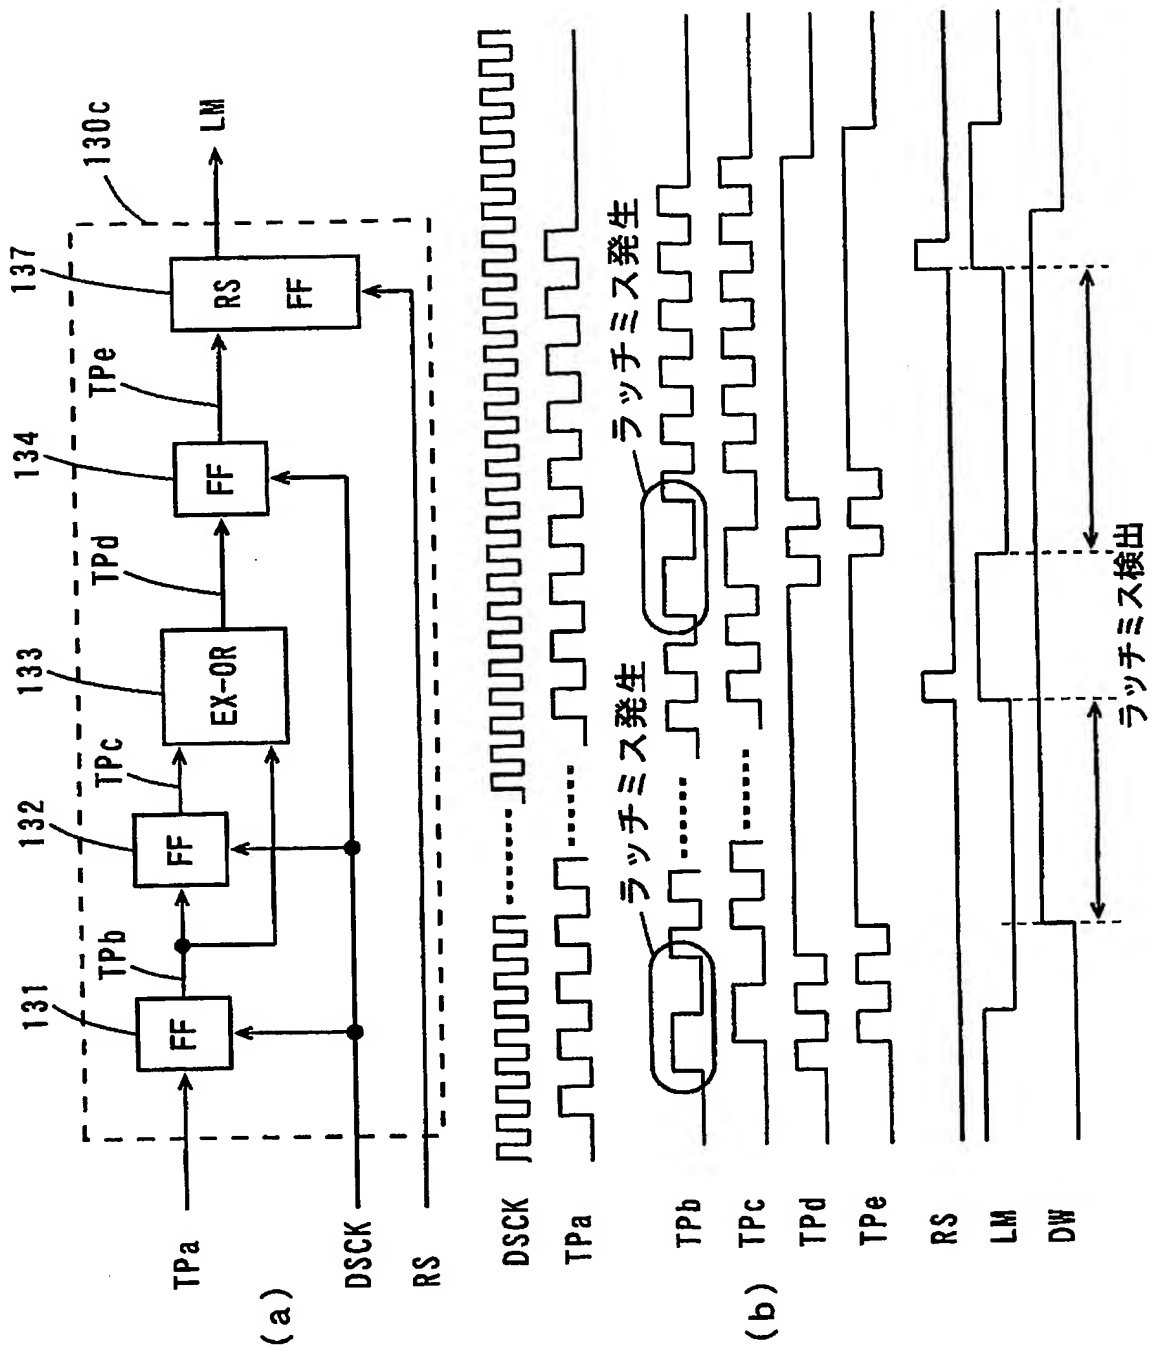 (a)
130c
131
132
133
134
137
TPa
FF
TPb
FF
TPc
EX-OR
TPd
FF
TPe
RS
FF
LM
DSCK
RS
(b)
DSCK
TPa
ラッチミス発生
ラッチミス発生
TPb
TPc
TPd
TPe
RS
LM
DW
ラッチミス検出